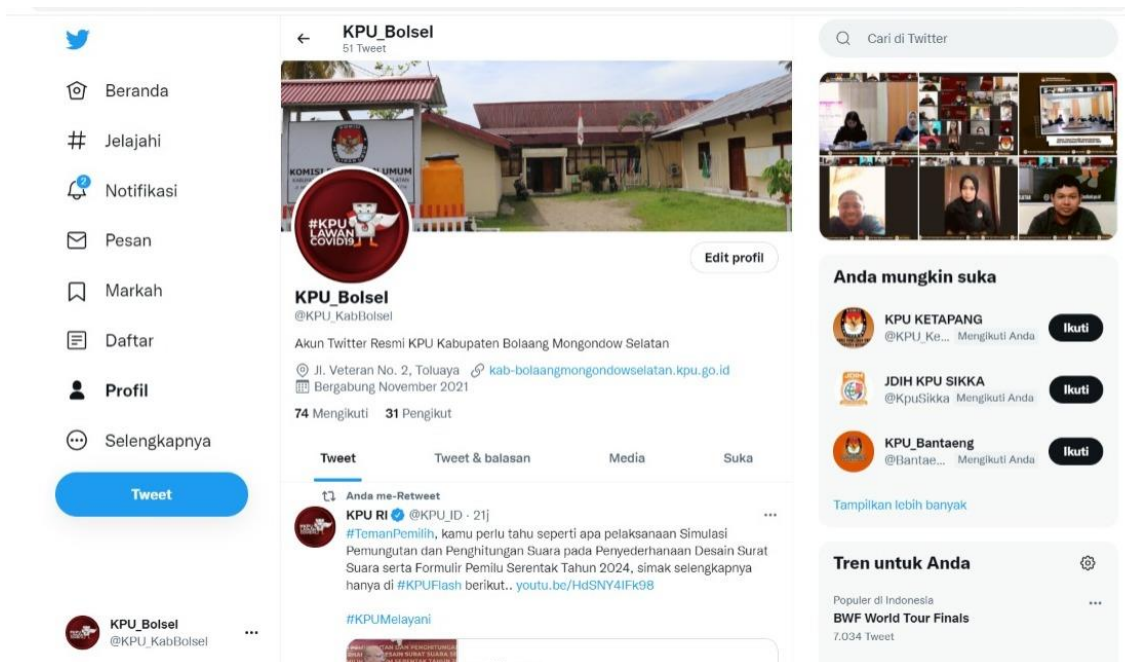 KPU_Bolsel
51 Tweet
Cari di Twitter
Beranda
Jelajahi
2
Notifikasi
Pesan
Markah
Daftar
Profil
Selengkapnya
Tweet
KPU_Bolsel
@KPU_KabBolsel
UMUM
#KPU
LAWAN
COVID19
Edit profil
KPU_Bolsel
@KPU_KabBolsel
Akun Twitter Resmi KPU Kabupaten Bolaang Mongondow Selatan
Jl. Veteran No. 2, Toluaya kab-bolaangmongondowselatan.kpu.go.id
Bergabung November 2021
74 Mengikuti 31 Pengikut
Tweet Tweet & balasan Media Suka
Anda me-Retweet
KPU RI @KPU_ID · 21j
#TemanPemilih, kamu perlu tahu seperti apa pelaksanaan Simulasi
Pemungutan dan Penghitungan Suara pada Penyederhanaan Desain Surat
Suara serta Formulir Pemilu Serentak Tahun 2024, simak selengkapnya
hanya di #KPUFlash berikut.. youtu.be/HdSNY4IFk98
#KPUMelayani
Anda mungkin suka
KPU KETAPANG
@KPU_Ke... Mengikuti Anda
Ikuti
JDIH KPU SIKKA
@KpuSikka Mengikuti Anda
Ikuti
KPU_Bantaeng
@Bantae... Mengikuti Anda
Ikuti
Tampilkan lebih banyak
Tren untuk Anda
Populer di Indonesia
BWF World Tour Finals
7.034 Tweet